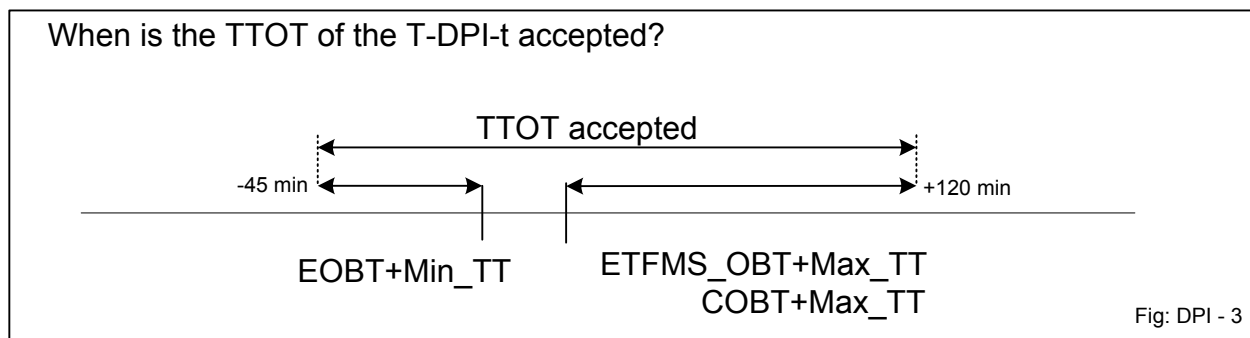 When is the TTOT of the T-DPI-t accepted?
TTOT accepted
-45 min
+120 min
EOBT+Min_TT
ETFMS_OBT+Max_TT
COBT+Max_TT
Fig: DPI - 3